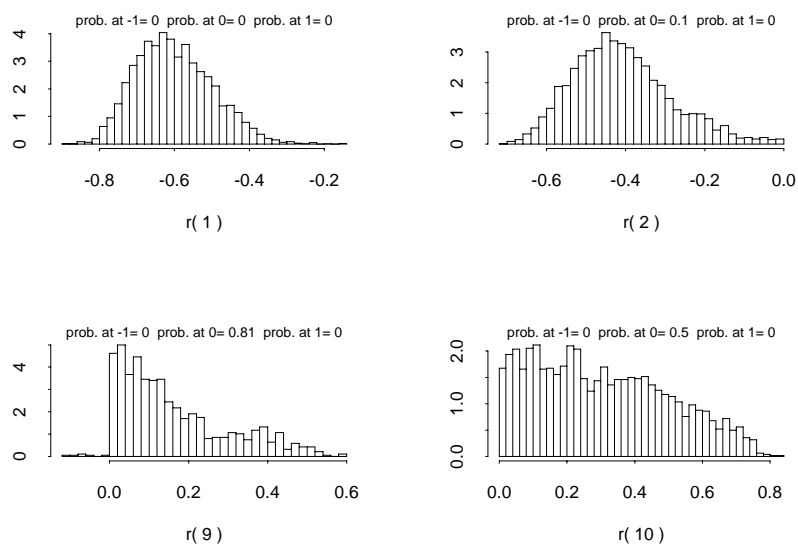 prob. at -1= 0 prob. at 0= 0 prob. at 1= 0
4
3
2
1
0
-0.8 -0.6 -0.4 -0.2
r( 1 )
prob. at -1= 0 prob. at 0= 0.1 prob. at 1= 0
3
2
1
0
-0.6 -0.4 -0.2 0.0
r( 2 )
prob. at -1= 0 prob. at 0= 0.81 prob. at 1= 0
4
2
0
0.0 0.2 0.4 0.6
r( 9 )
prob. at -1= 0 prob. at 0= 0.5 prob. at 1= 0
2.0
1.0
0.0
0.0 0.2 0.4 0.6 0.8
r( 10 )